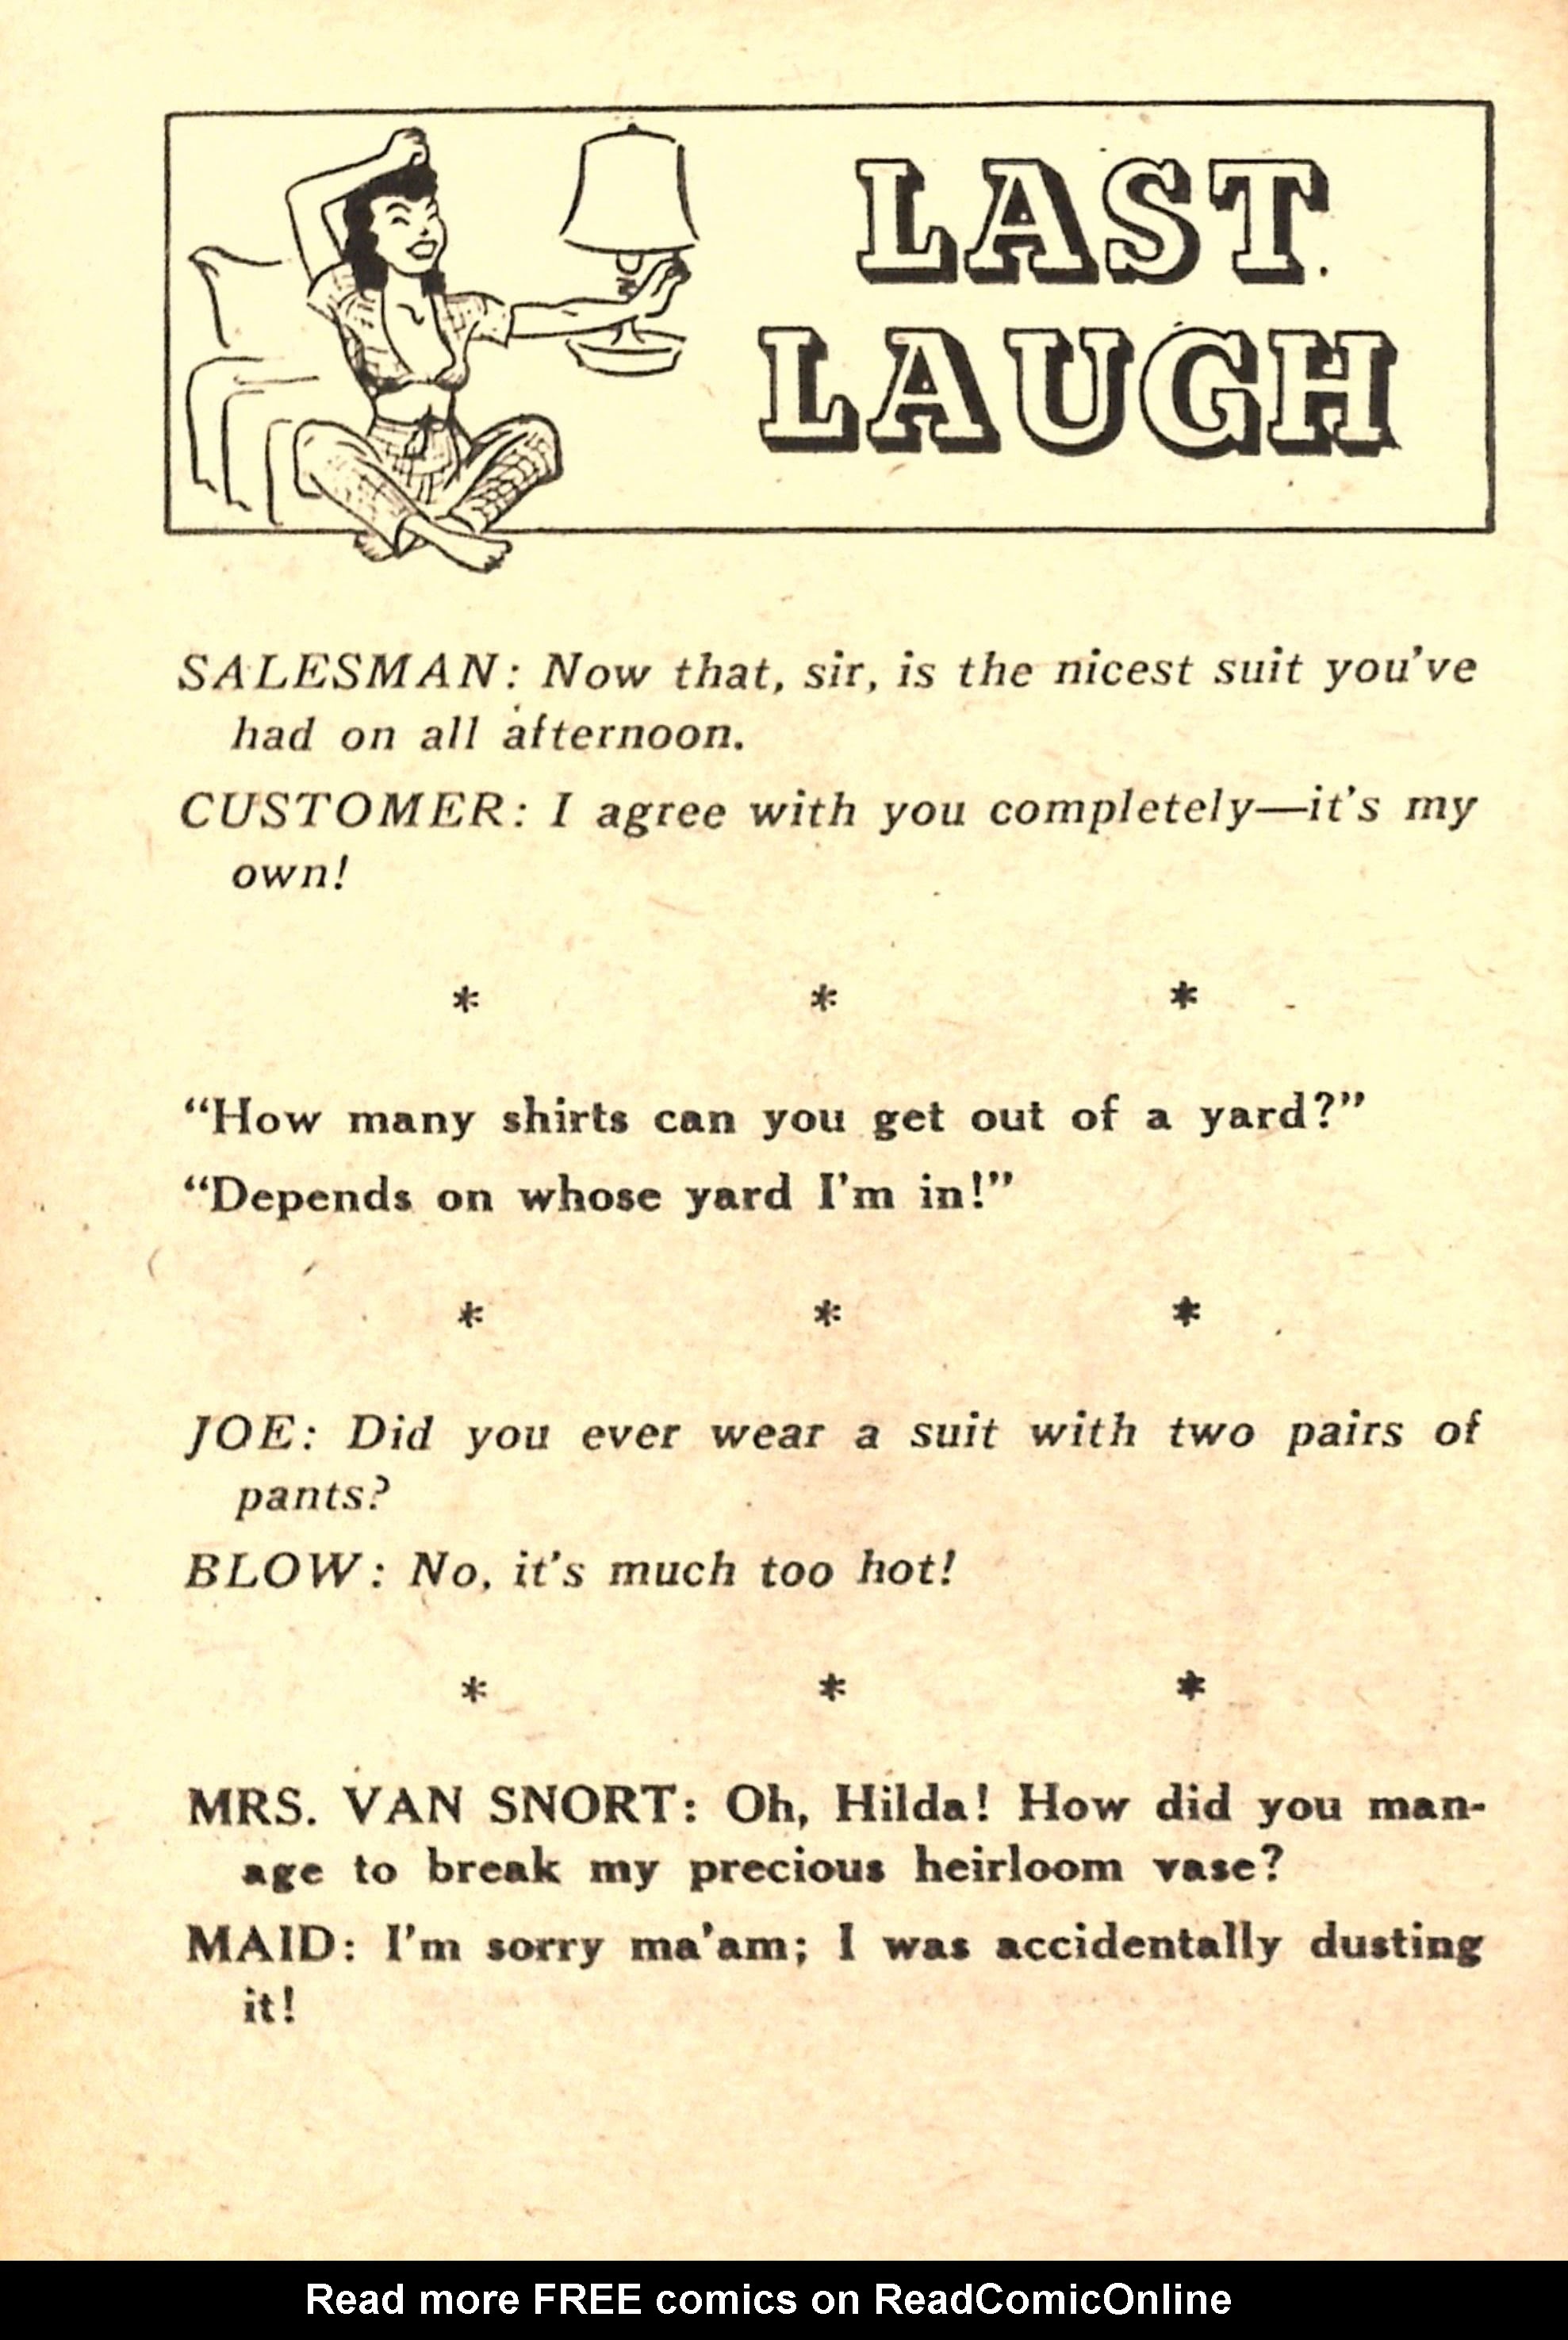 LAST
LAUGH
SALESMAN: Now that, sir, is the nicest suit you've
had on all afternoon.
CUSTOMER: I agree with you completely—it's my
own!
* * *
“How many shirts can you get out of a yard?”
“Depends on whose yard I'm in!”
* * *
JOE: Did you ever wear a suit with two pairs of
pants?
BLOW: No, it's much too hot!
* * *
MRS. VAN SNORT: Oh, Hilda! How did you man-
age to break my precious heirloom vase?
MAID: I'm sorry ma'am; I was accidentally dusting
it!
Read more FREE comics on ReadComicOnline